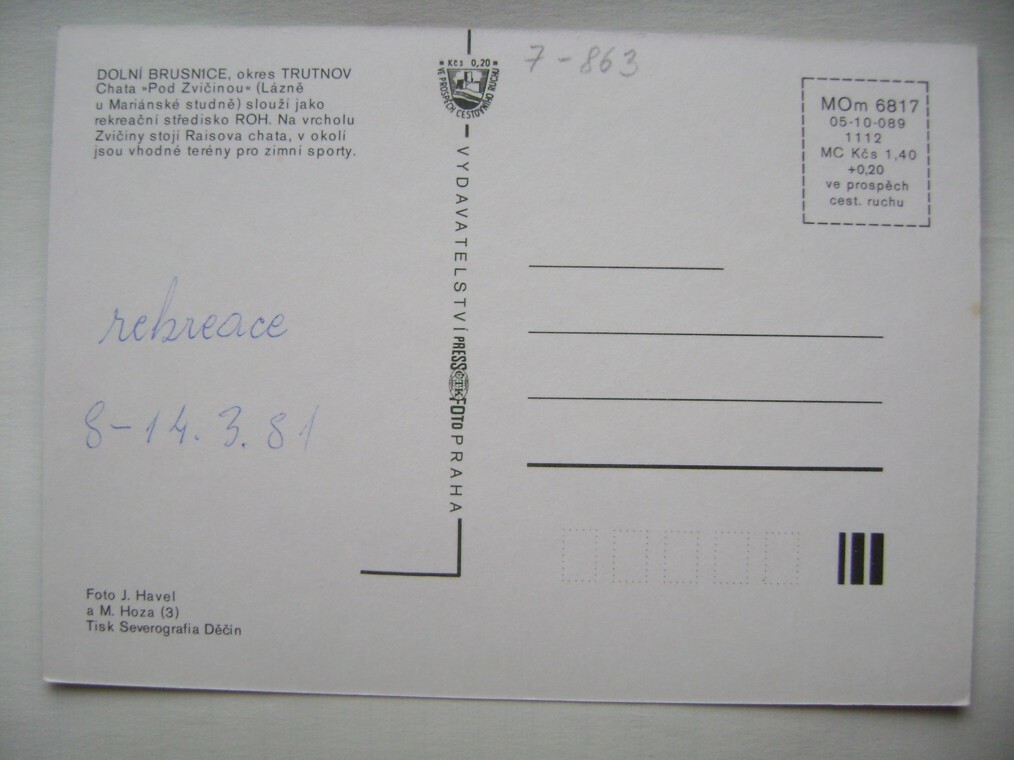 7-863
DOLNÍ BRUSNICE, okres TRUTNOV
Chata »Pod Zvičinou« (Lázně
u Mariánské studně) slouží jako
rekreační středisko ROH. Na vrcholu
Zvičiny stojí Raisova chata, v okolí
jsou vhodné terény pro zimní sporty.
* Kčs 0,20 *
VE PROSPĚCH CESTOVNÍHO RUCHU
MOm 6817
05-10-089
1112
MC Kčs 1,40
+0,20
ve prospěch
cest. ruchu
rekreace
8-14. 3. 81
VYDAVATELSTVÍ PRESSFOTO PRAHA
ČTK
Foto J. Havel
a M. Hoza (3)
Tisk Severografia Děčín